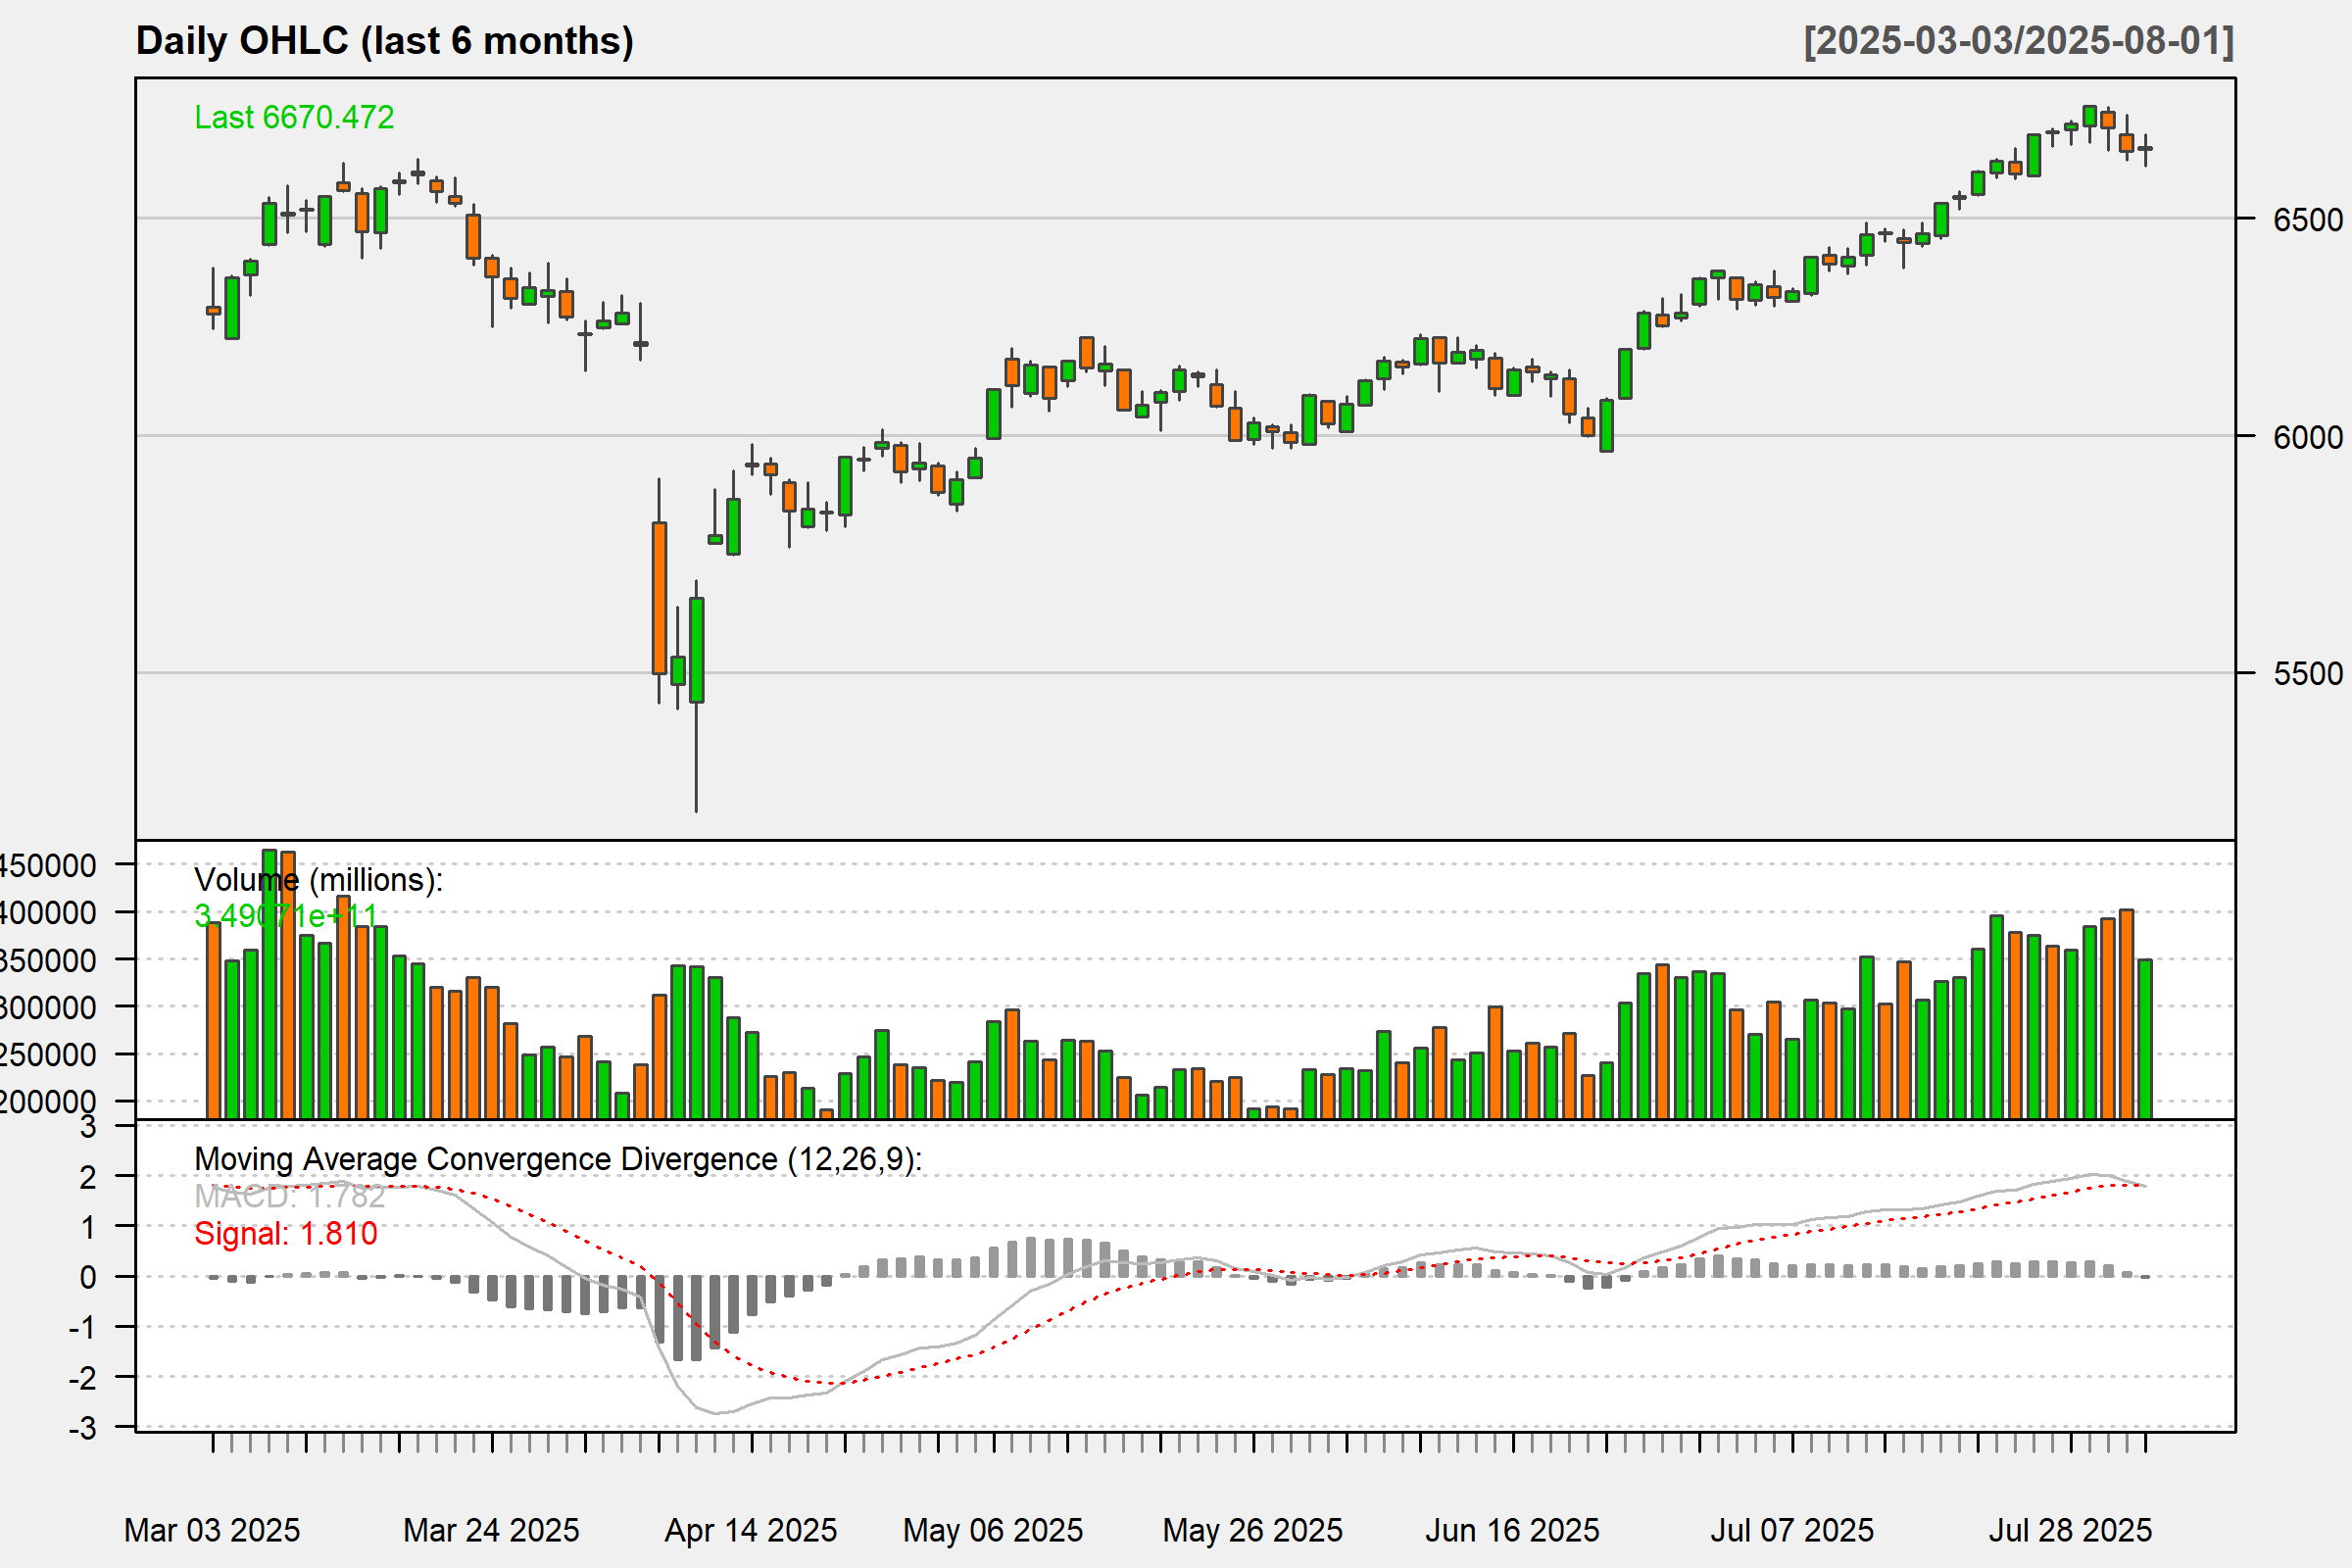 Daily OHLC (last 6 months) [2025-03-03/2025-08-01]
Last 6670.472
6500
6000
5500
Volume (millions):
3.49071e+11
450000
400000
350000
300000
250000
200000
Moving Average Convergence Divergence (12,26,9):
MACD: 1.782
Signal: 1.810
3
2
1
0
-1
-2
-3
Mar 03 2025 Mar 24 2025 Apr 14 2025 May 06 2025 May 26 2025 Jun 16 2025 Jul 07 2025 Jul 28 2025